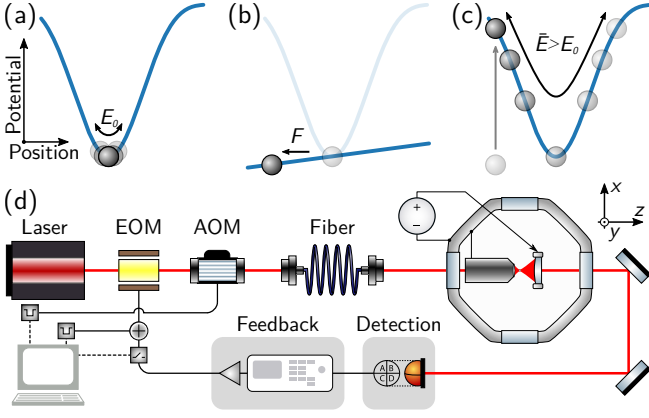 (a)
Potential
E₀
Position
(b)
F
(c)
Ē>E₀
(d)
Laser
EOM
AOM
Fiber
+
−
x
y
z
Feedback
Detection
A B
C D